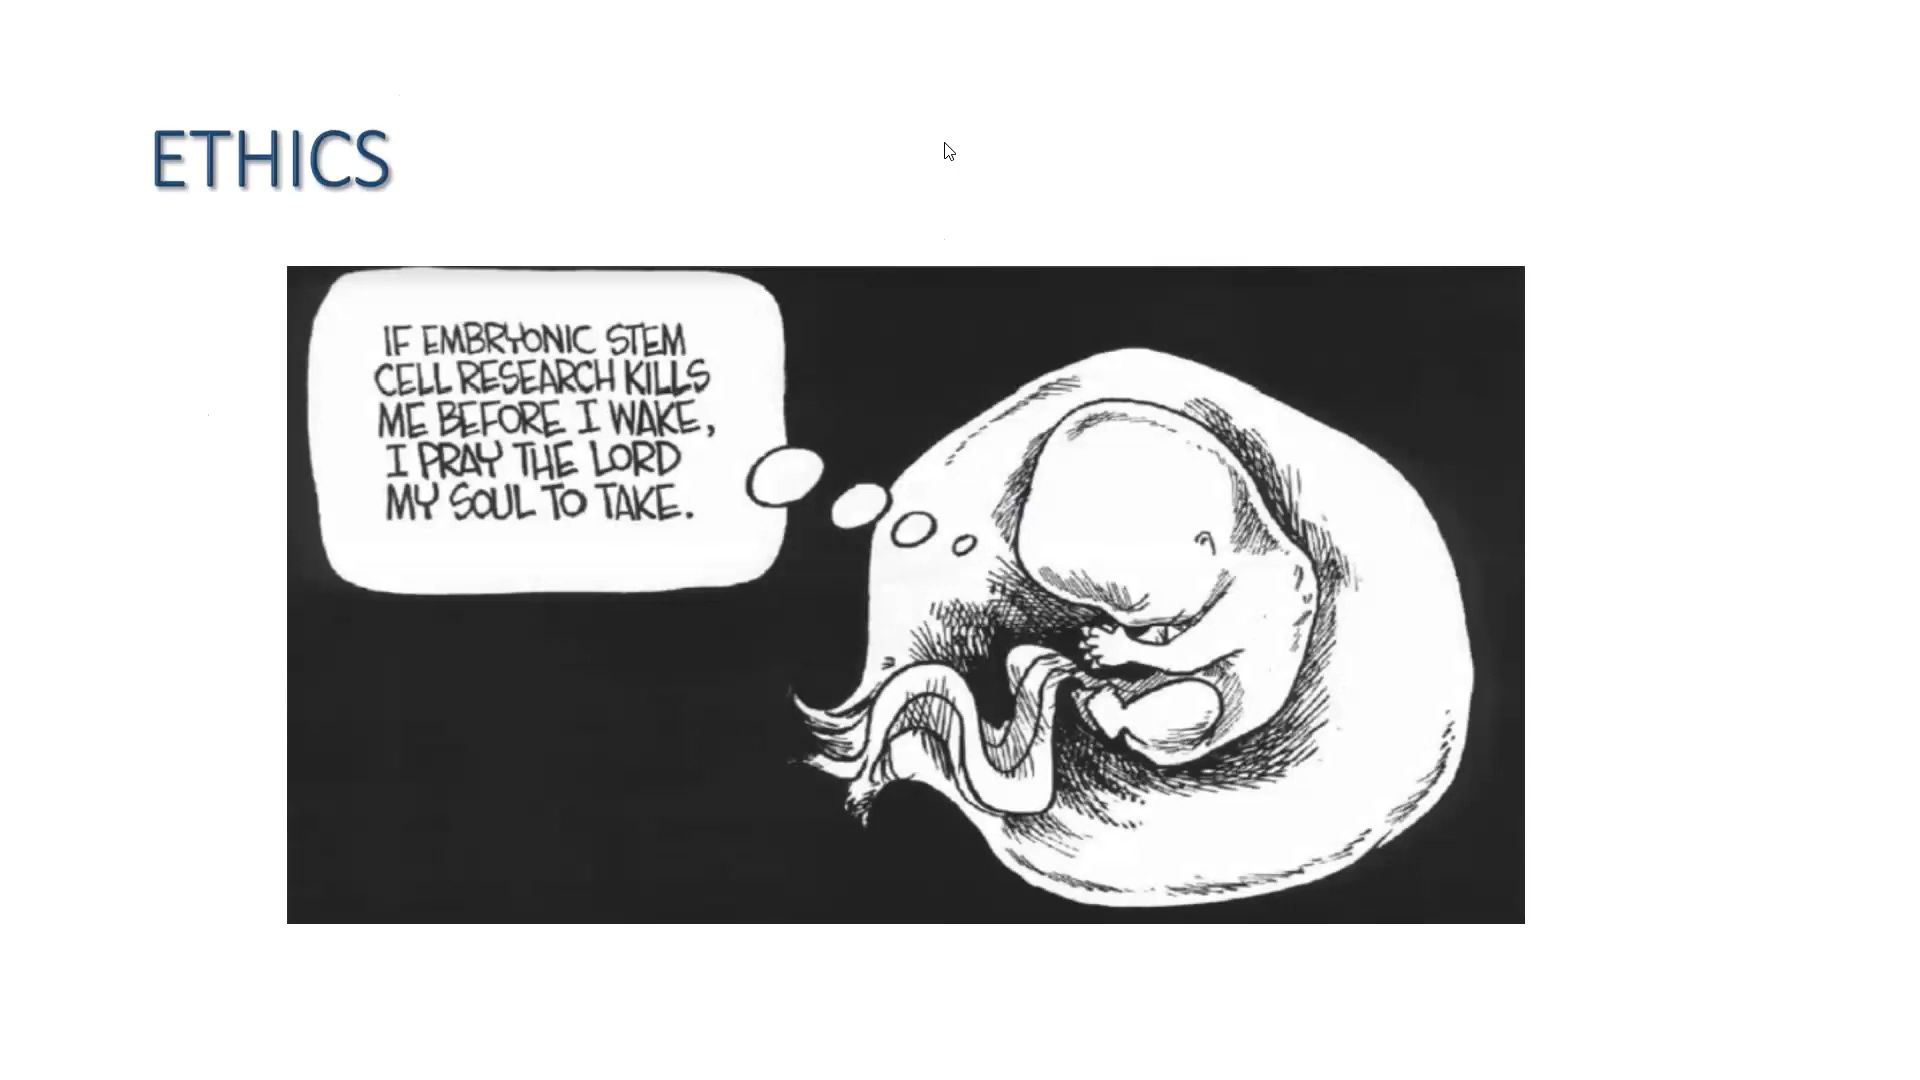 ETHICS
IF EMBRYONIC STEM
CELL RESEARCH KILLS
ME BEFORE I WAKE,
I PRAY THE LORD
MY SOUL TO TAKE.